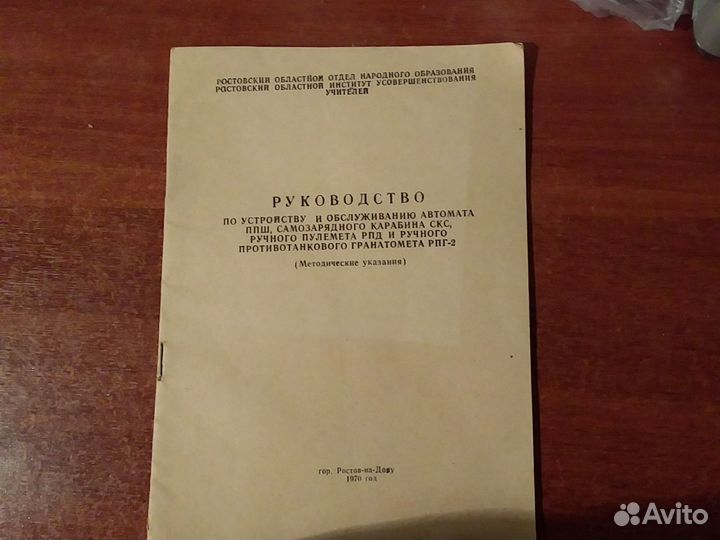 РОСТОВСКИЙ ОБЛАСТНОЙ ОТДЕЛ НАРОДНОГО ОБРАЗОВАНИЯ
РОСТОВСКИЙ ОБЛАСТНОЙ ИНСТИТУТ УСОВЕРШЕНСТВОВАНИЯ
УЧИТЕЛЕЙ
РУКОВОДСТВО
ПО УСТРОЙСТВУ И ОБСЛУЖИВАНИЮ АВТОМАТА
ППШ, САМОЗАРЯДНОГО КАРАБИНА СКС,
РУЧНОГО ПУЛЕМЕТА РПД И РУЧНОГО
ПРОТИВОТАНКОВОГО ГРАНАТОМЕТА РПГ-2
(Методические указания)
гор. Ростов-на-Дону
1970 год
Avito